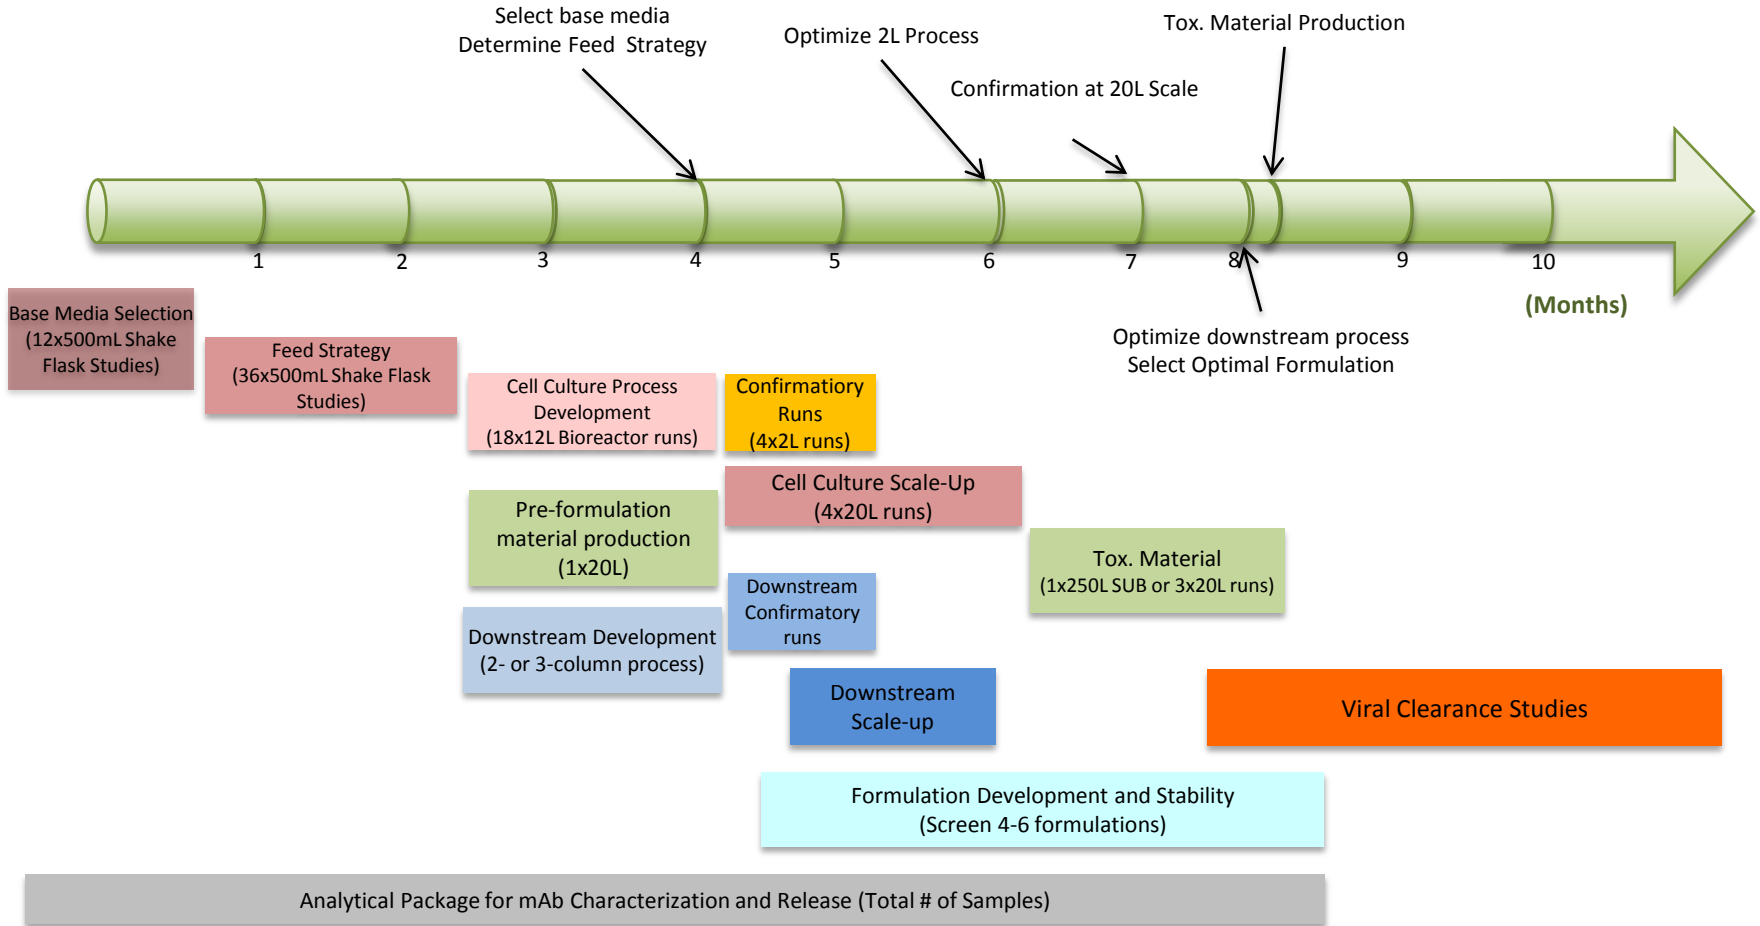 Select base media
Determine Feed Strategy
Optimize 2L Process
Confirmation at 20L Scale
Tox. Material Production
1
2
3
4
5
6
7
8
9
10
(Months)
Optimize downstream process
Select Optimal Formulation
Base Media Selection
(12x500mL Shake
Flask Studies)
Feed Strategy
(36x500mL Shake Flask
Studies)
Cell Culture Process
Development
(18x12L Bioreactor runs)
Confirmatory
Runs
(4x2L runs)
Cell Culture Scale-Up
(4x20L runs)
Pre-formulation
material production
(1x20L)
Tox. Material
(1x250L SUB or 3x20L runs)
Downstream
Confirmatory
runs
Downstream Development
(2- or 3-column process)
Downstream
Scale-up
Viral Clearance Studies
Formulation Development and Stability
(Screen 4-6 formulations)
Analytical Package for mAb Characterization and Release (Total # of Samples)